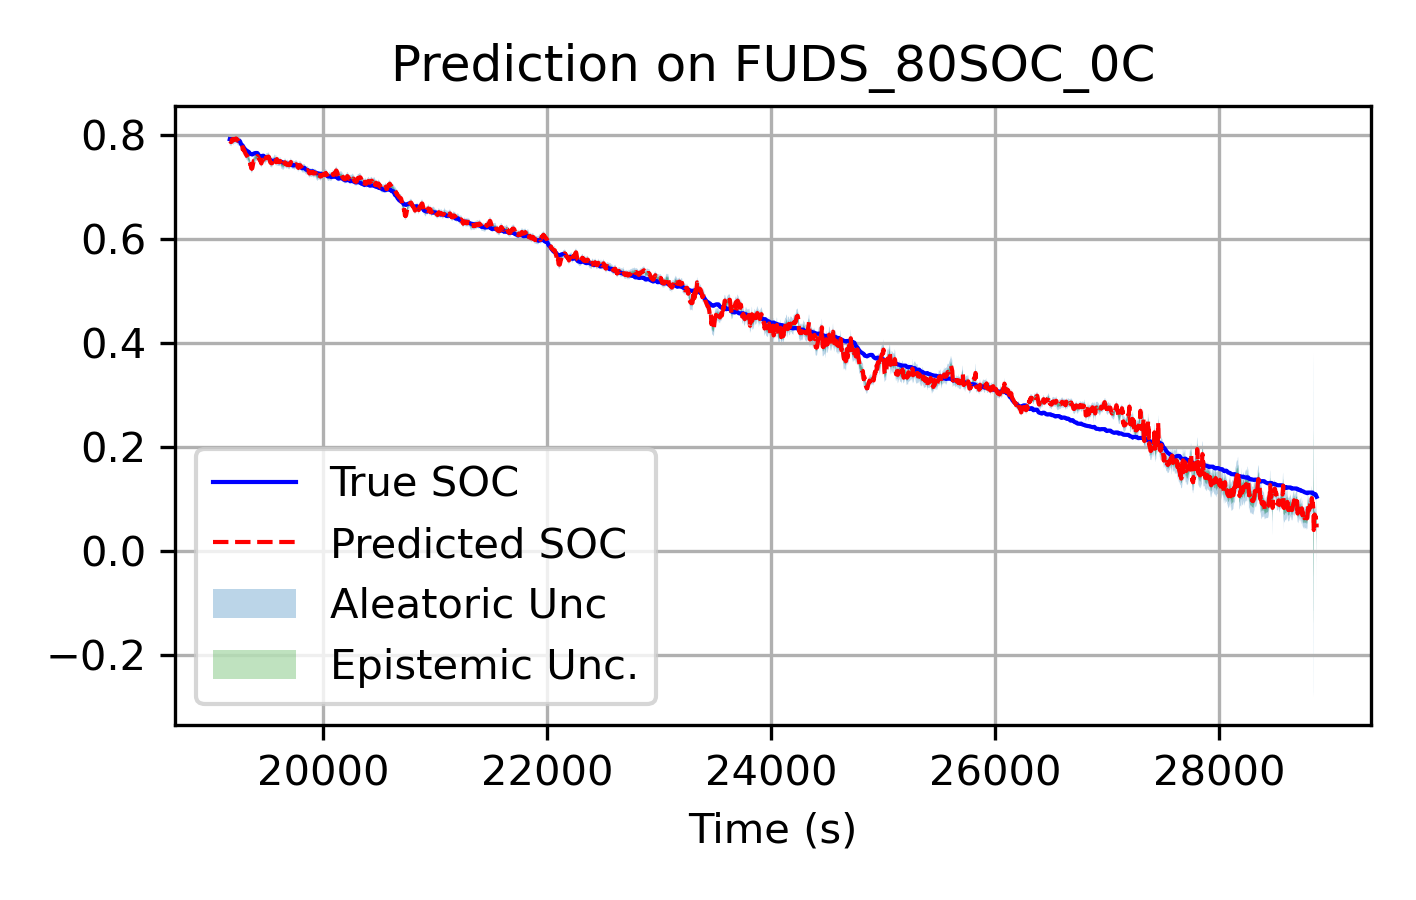 Prediction on FUDS_80SOC_0C
0.8
0.6
0.4
0.2
0.0
−0.2
True SOC
Predicted SOC
Aleatoric Unc
Epistemic Unc.
20000 22000 24000 26000 28000
Time (s)